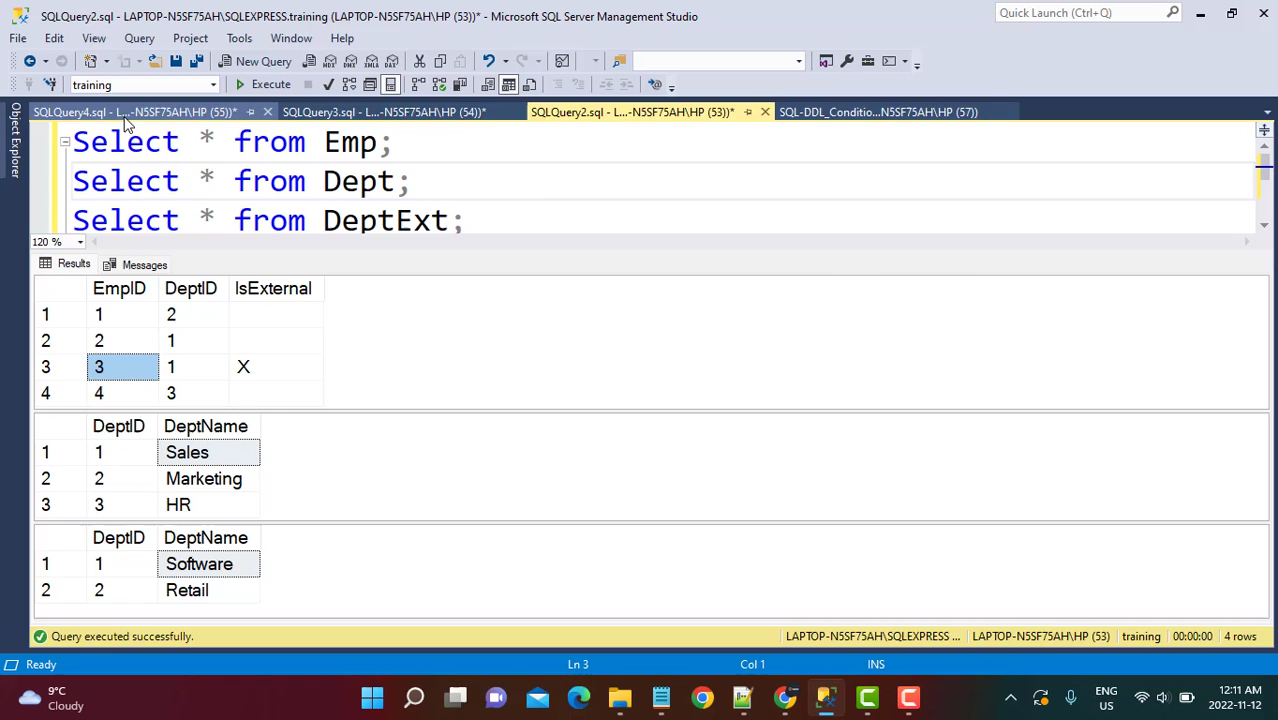 SQLQuery2.sql - LAPTOP-N5SF75AH\SQLEXPRESS.training (LAPTOP-N5SF75AH\HP (53))* - Microsoft SQL Server Management Studio
Quick Launch (Ctrl+Q)
File Edit View Query Project Tools Window Help
New Query
MDX DMX XMLA DAX
training Execute
SQLQuery4.sql - L...-N5SF75AH\HP (55))* SQLQuery3.sql - L...-N5SF75AH\HP (54))* SQLQuery2.sql - L...-N5SF75AH\HP (53))* SQL-DDL_Conditio...N5SF75AH\HP (57))
Object Explorer
Select * from Emp;
Select * from Dept;
Select * from DeptExt;
120 %
Results Messages
EmpID DeptID IsExternal
1 1 2
2 2 1
3 3 1 X
4 4 3
DeptID DeptName
1 1 Sales
2 2 Marketing
3 3 HR
DeptID DeptName
1 1 Software
2 2 Retail
Query executed successfully. LAPTOP-N5SF75AH\SQLEXPRESS ... LAPTOP-N5SF75AH\HP (53) training 00:00:00 4 rows
Ready Ln 3 Col 1 INS
9°C
Cloudy
ENG
US
12:11 AM
2022-11-12